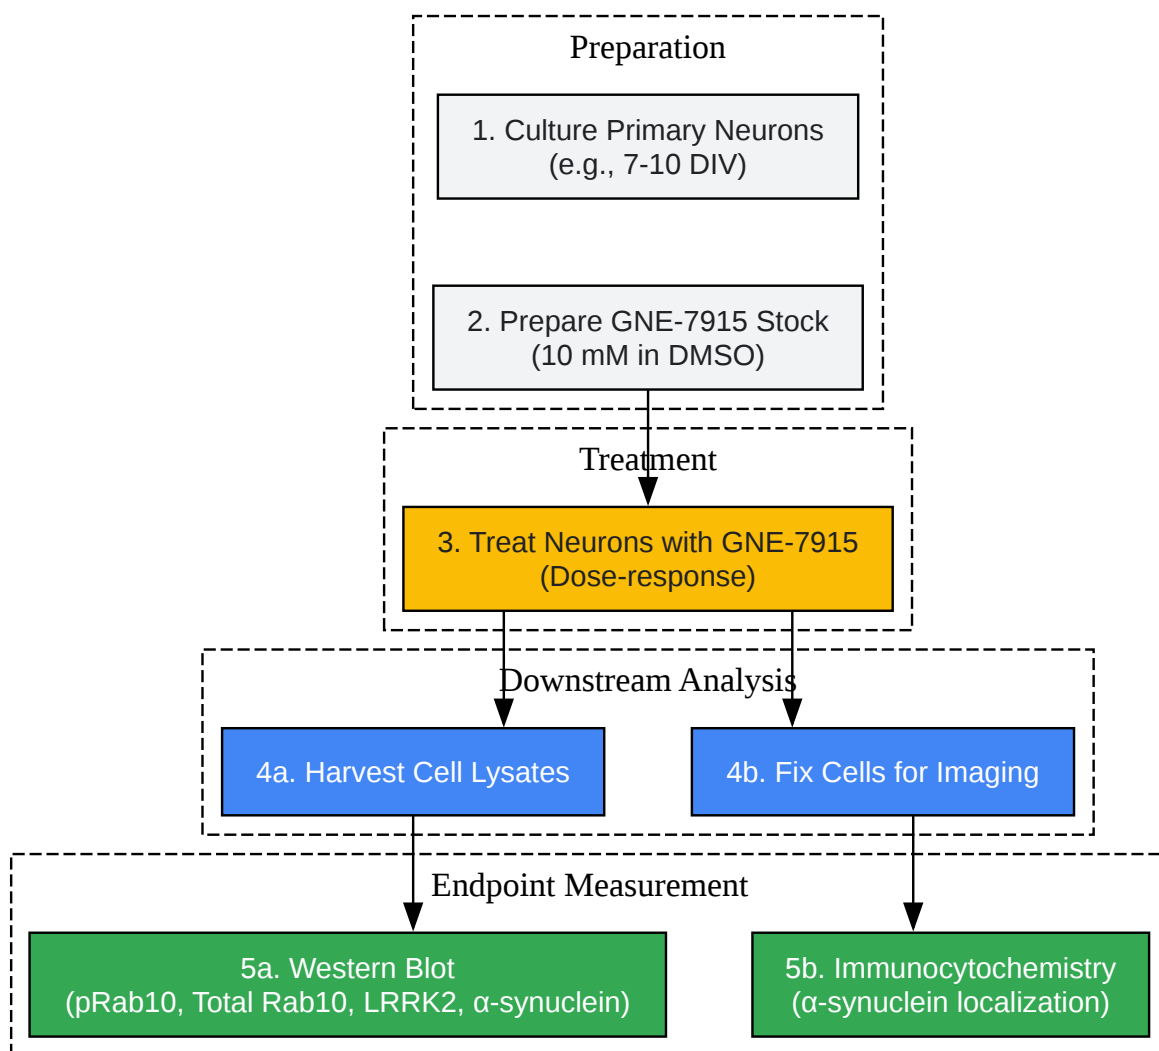 Preparation
1. Culture Primary Neurons
(e.g., 7-10 DIV)
2. Prepare GNE-7915 Stock
(10 mM in DMSO)
Treatment
3. Treat Neurons with GNE-7915
(Dose-response)
Downstream Analysis
4a. Harvest Cell Lysates
4b. Fix Cells for Imaging
Endpoint Measurement
5a. Western Blot
(pRab10, Total Rab10, LRRK2, α-synuclein)
5b. Immunocytochemistry
(α-synuclein localization)